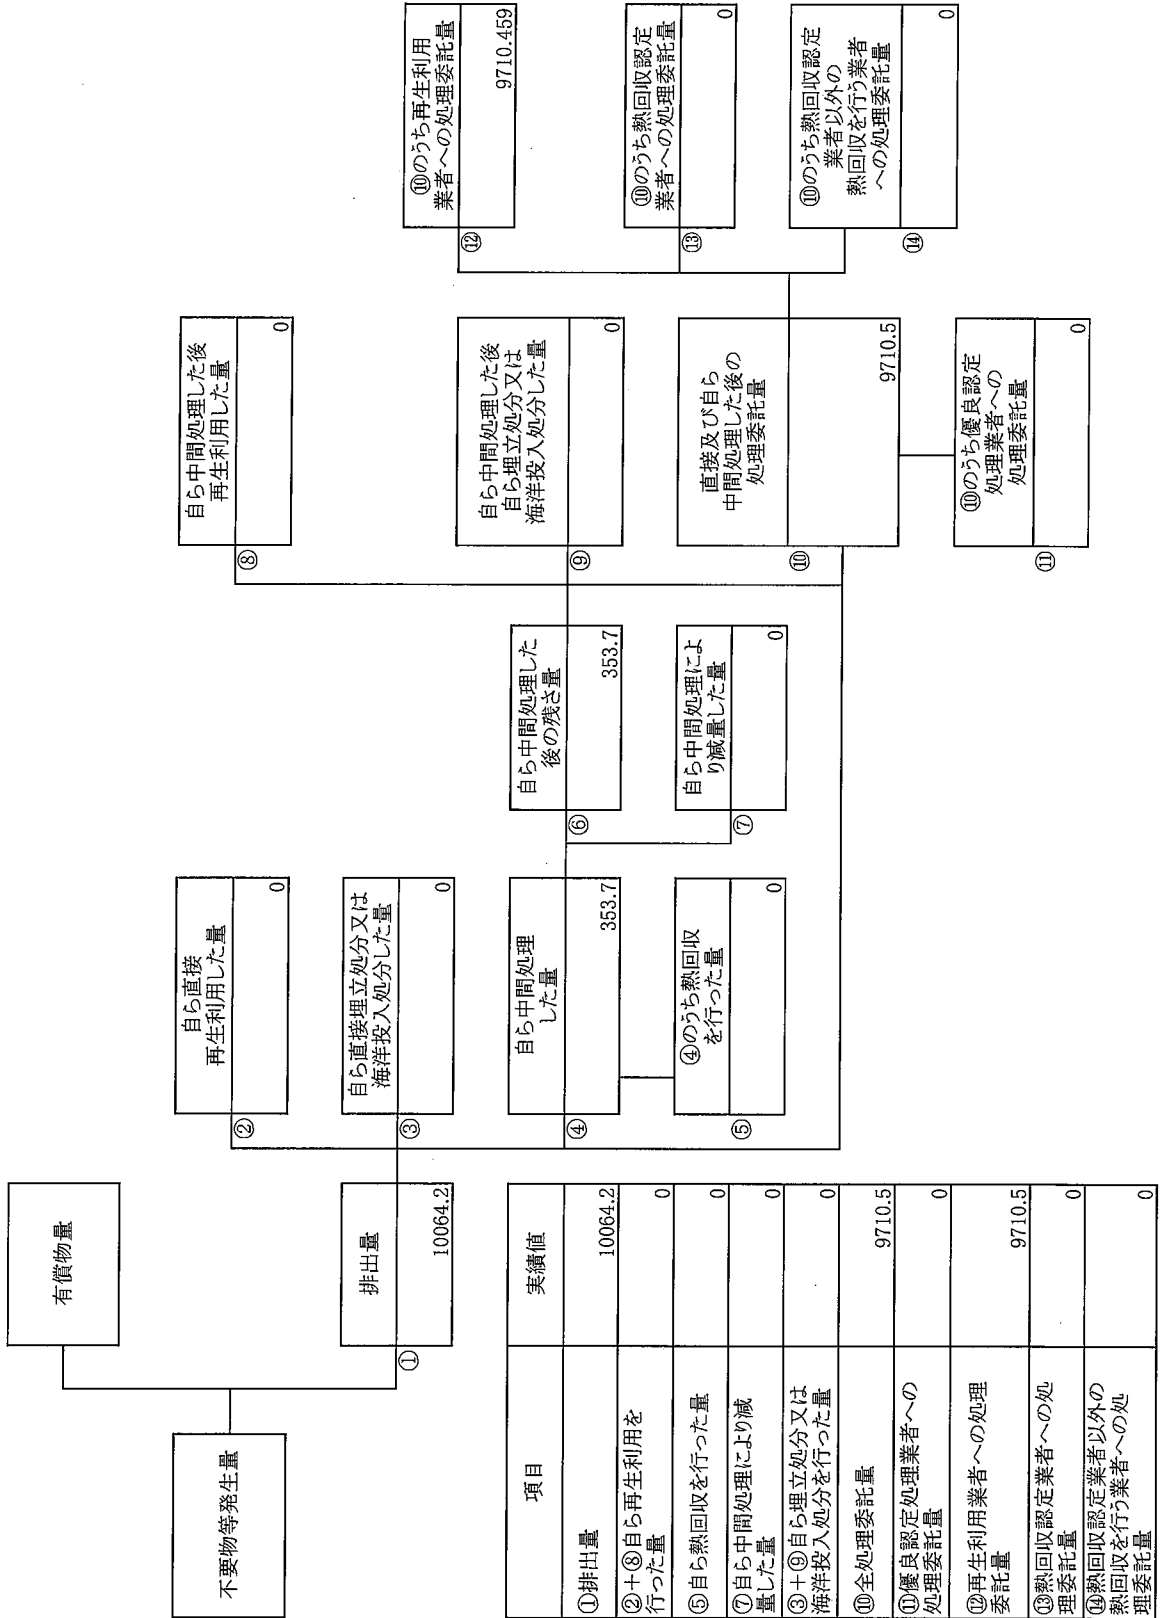 不要物等発生量
有償物量
①
排出量
10064.2
②
自ら直接
再生利用した量
0
③
自ら直接埋立処分又は
海洋投入処分した量
0
④
自ら中間処理
した量
353.7
⑤
④のうち熱回収
を行った量
0
⑥
自ら中間処理した
後の残さ量
353.7
⑦
自ら中間処理によ
り減量した量
0
⑧
自ら中間処理した後
再生利用した量
0
⑨
自ら中間処理した後
自ら埋立処分又は
海洋投入処分した量
0
⑩
直接及び自ら
中間処理した後の
処理委託量
9710.5
⑪
⑩のうち優良認定
処理業者への
処理委託量
0
⑫
⑩のうち再生利用
業者への処理委託量
9710.459
⑬
⑩のうち熱回収認定
業者への処理委託量
0
⑭
⑩のうち熱回収認定
業者以外の
熱回収を行う業者
への処理委託量
0
項目 実績値
①排出量 10064.2
②+⑧自ら再生利用を
行った量 0
⑤自ら熱回収を行った量 0
⑦自ら中間処理により減
量した量 0
③+⑨自ら埋立処分又は
海洋投入処分を行った量 0
⑩全処理委託量 9710.5
⑪優良認定処理業者への
処理委託量 0
⑫再生利用業者への処理
委託量 9710.5
⑬熱回収認定業者への処
理委託量 0
⑭熱回収認定業者以外の
熱回収を行う業者への処
理委託量 0